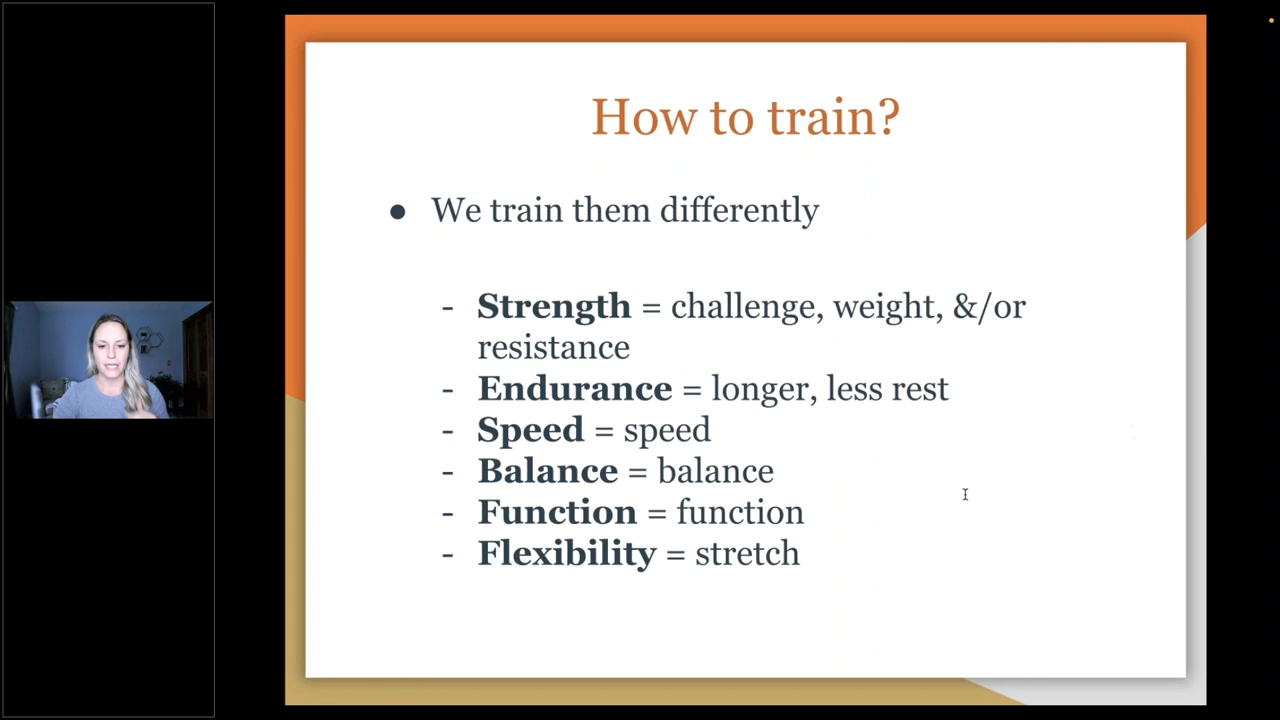 How to train?
● We train them differently
- Strength = challenge, weight, &/or
resistance
- Endurance = longer, less rest
- Speed = speed
- Balance = balance
- Function = function
- Flexibility = stretch